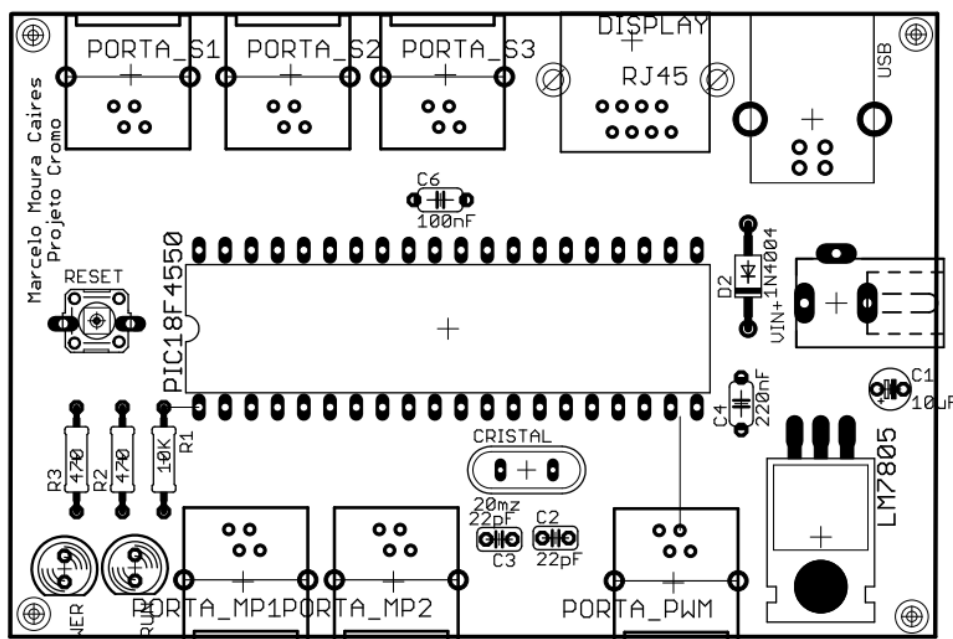 PORTA_S1
PORTA_S2
PORTA_S3
DISPLAY
RJ45
USB
Marcelo Moura Caires
Projeto Cromo
C6
100nF
RESET
PIC18F4550
D2
1N4004
VIN+
C1
10uF
C4
220nF
LM7805
R3
470
R2
470
10K
R1
CRISTAL
20mz
22pF
C3
C2
22pF
PORTA_MP1
PORTA_MP2
PORTA_PWM